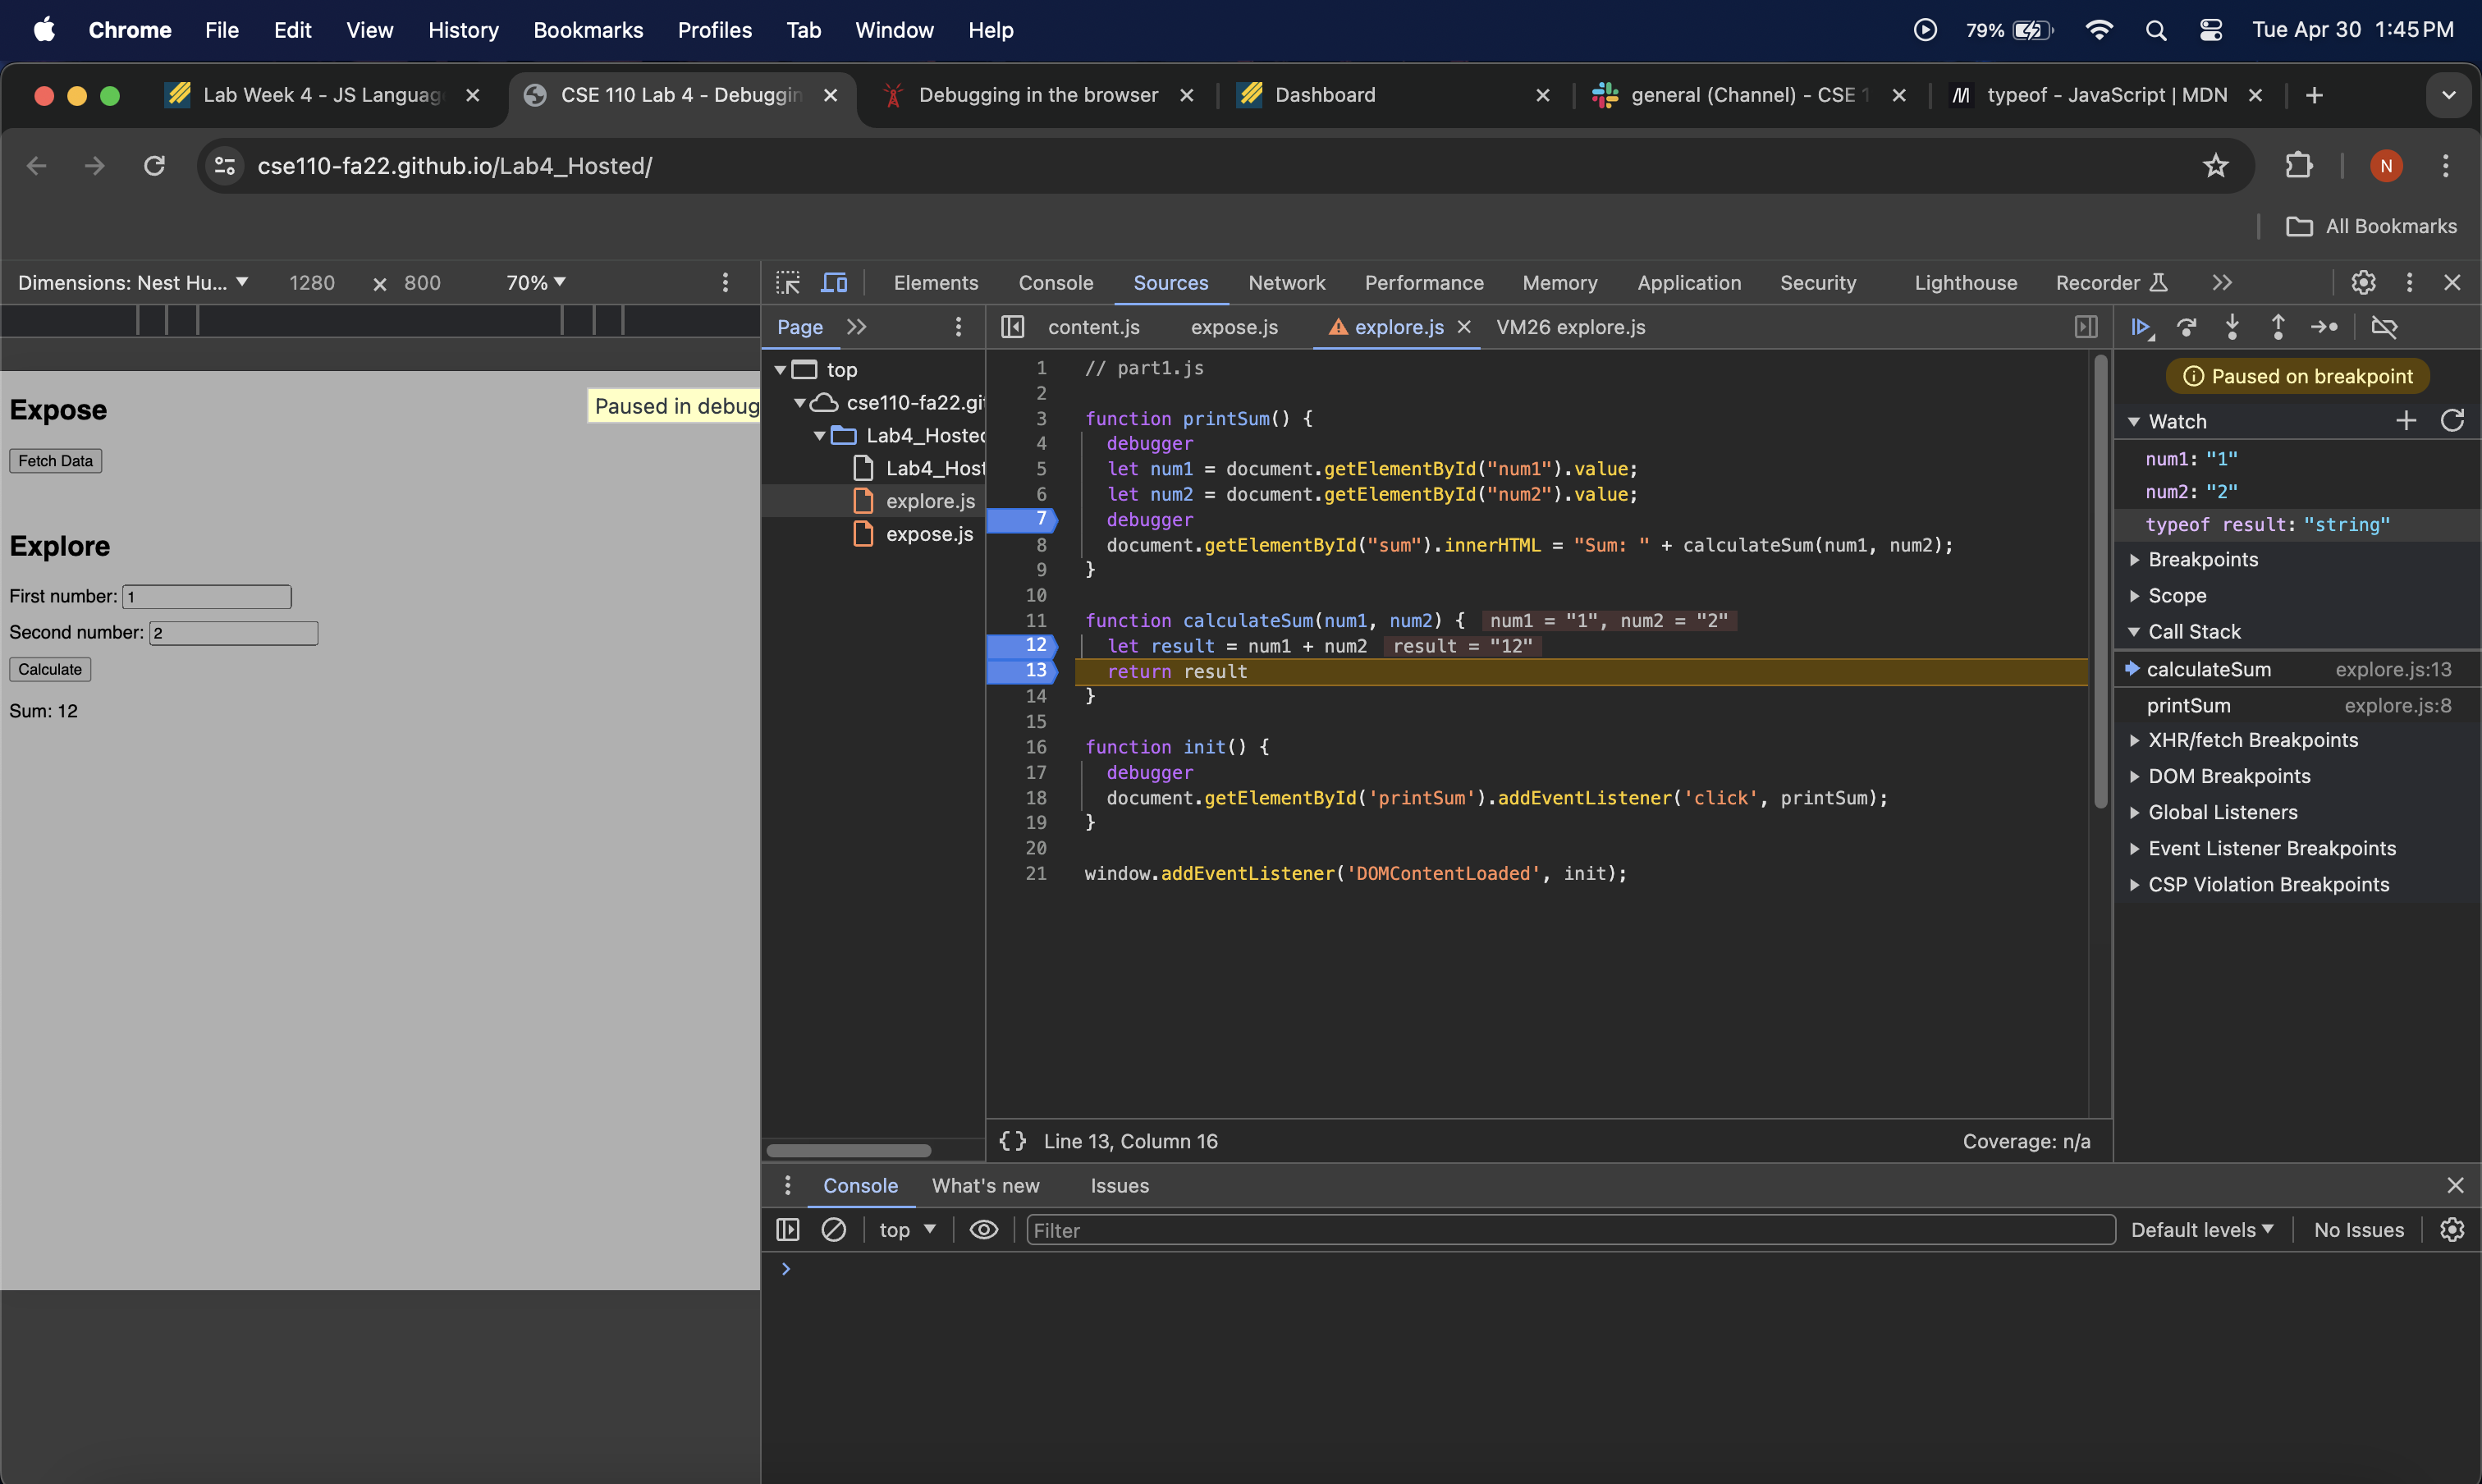 Chrome File Edit View History Bookmarks Profiles Tab Window Help 79% Tue Apr 30 1:45 PM
Lab Week 4 - JS Languag CSE 110 Lab 4 - Debuggin Debugging in the browser Dashboard general (Channel) - CSE 1 typeof - JavaScript | MDN
cse110-fa22.github.io/Lab4_Hosted/ N
All Bookmarks
Dimensions: Nest Hu... 1280 × 800 70%
Elements Console Sources Network Performance Memory Application Security Lighthouse Recorder
Page
content.js expose.js explore.js VM26 explore.js
Paused in debug
Expose
Fetch Data
Explore
First number: 1
Second number: 2
Calculate
Sum: 12
top
cse110-fa22.git
Lab4_Hosted
Lab4_Host
explore.js
expose.js
1 // part1.js
2
3 function printSum() {
4 debugger
5 let num1 = document.getElementById("num1").value;
6 let num2 = document.getElementById("num2").value;
7 debugger
8 document.getElementById("sum").innerHTML = "Sum: " + calculateSum(num1, num2);
9 }
10
11 function calculateSum(num1, num2) { num1 = "1", num2 = "2"
12 let result = num1 + num2 result = "12"
13 return result
14 }
15
16 function init() {
17 debugger
18 document.getElementById('printSum').addEventListener('click', printSum);
19 }
20
21 window.addEventListener('DOMContentLoaded', init);
{} Line 13, Column 16 Coverage: n/a
Paused on breakpoint
Watch
num1: "1"
num2: "2"
typeof result: "string"
Breakpoints
Scope
Call Stack
calculateSum explore.js:13
printSum explore.js:8
XHR/fetch Breakpoints
DOM Breakpoints
Global Listeners
Event Listener Breakpoints
CSP Violation Breakpoints
Console What's new Issues
top Filter Default levels No Issues